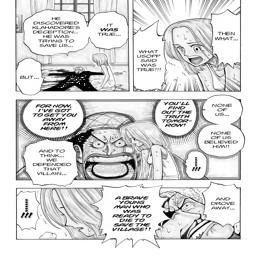 THEN
WHAT...
WHAT
USOPP
SAID WAS
TRUE!!!
IT
WAS
TRUE...
HE
DISCOVERED
KLAHADORE'S
DECEPTION...
HE WAS
TRYING TO
SAVE US...
BUT...
NONE
OF
US...
NONE
OF US
BELIEVED
HIM!!
YOU'LL
FIND
OUT THE
TRUTH
TOMOR-
ROW!
FOR NOW,
I'VE GOT
TO GET YOU
AWAY
FROM
HERE!!
AND TO
THINK...
WE
DEFENDED
THAT
VILLAIN...
AND
DROVE
AWAY...
A BRAVE
YOUNG
MAN WHO
WAS
READY
TO DIE TO
SAVE THE
VILLAGE!
!!!
!!!